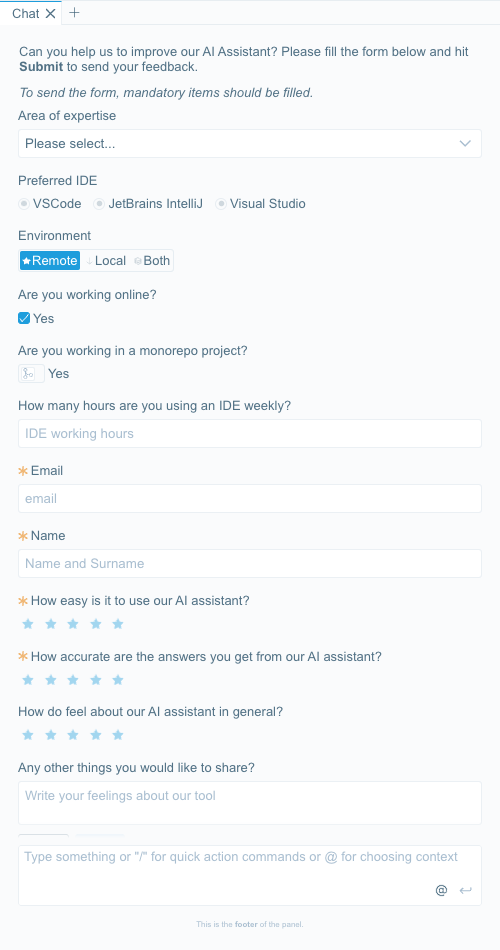 Chat
Can you help us to improve our AI Assistant? Please fill the form below and hit
Submit to send your feedback.
To send the form, mandatory items should be filled.
Area of expertise
Please select...
Preferred IDE
VSCode JetBrains IntelliJ Visual Studio
Environment
Remote Local Both
Are you working online?
Yes
Are you working in a monorepo project?
Yes
How many hours are you using an IDE weekly?
IDE working hours
Email
email
Name
Name and Surname
How easy is it to use our AI assistant?
How accurate are the answers you get from our AI assistant?
How do feel about our AI assistant in general?
Any other things you would like to share?
Write your feelings about our tool
Type something or "/" for quick action commands or @ for choosing context
@
This is the footer of the panel.